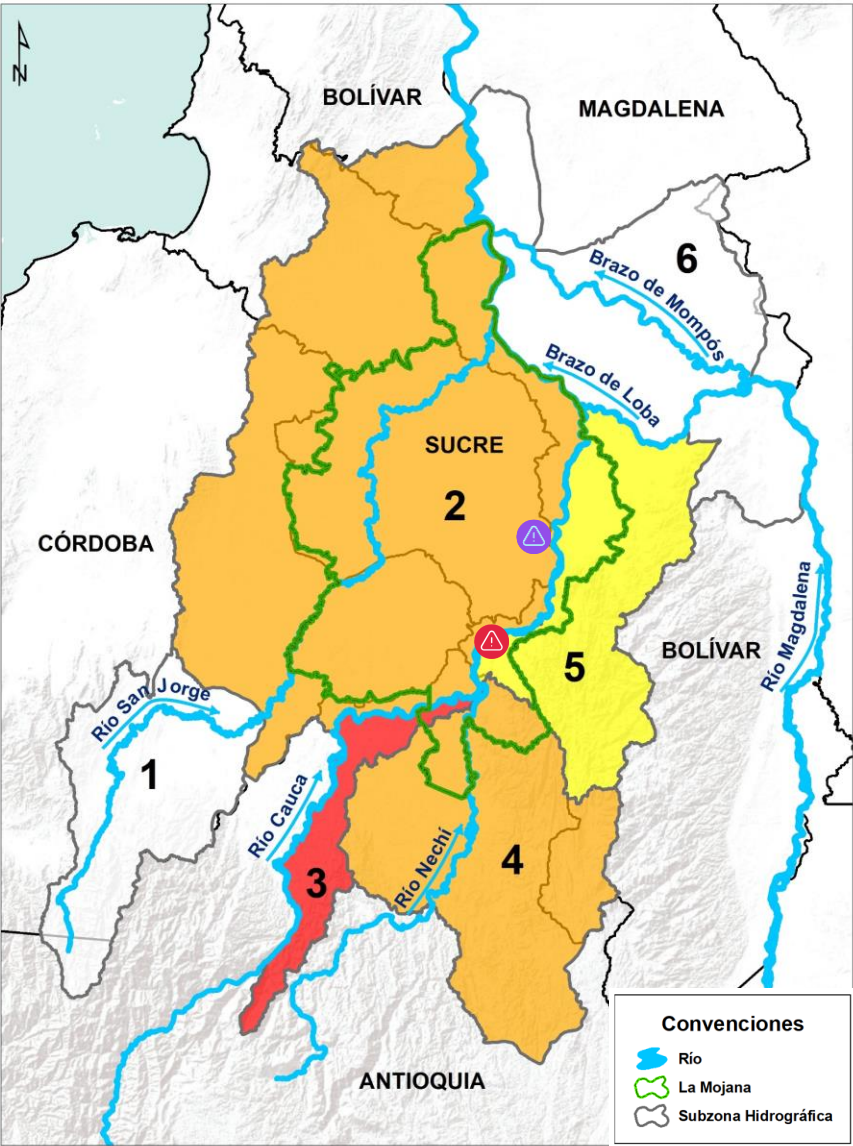 N
BOLÍVAR
MAGDALENA
6
Brazo de Mompós
Brazo de Loba
SUCRE
2
CÓRDOBA
BOLÍVAR
5
Río Magdalena
Río San Jorge
1
Río Cauca
3
Río Nechí
4
ANTIOQUIA
Convenciones
Río
La Mojana
Subzona Hidrográfica